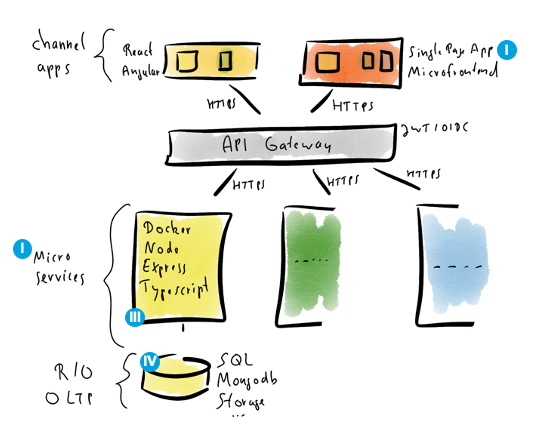 channel
apps
React
Angular
Single Page App
I
Microfrontend
HTTPS
HTTPS
API Gateway
JWT/OIDC
HTTPS
HTTPS
HTTPS
I
Micro
services
Docker
Node
Express
Typescript
III
IV
R/O
OLTP
SQL
Mongodb
Storage
...